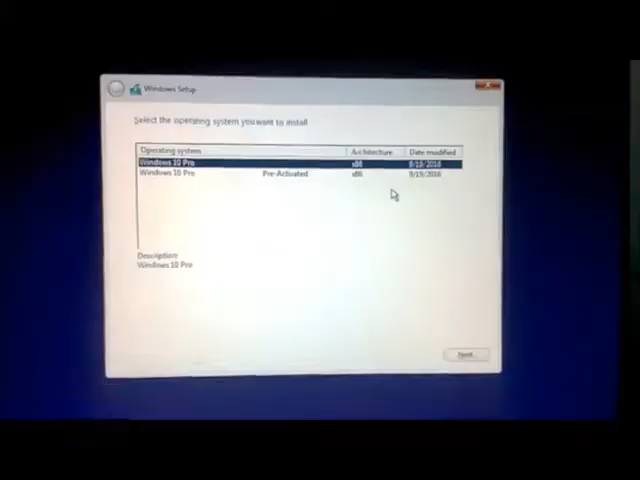 Windows Setup
Select the operating system you want to install
Operating system Architecture Date modified
Windows 10 Pro x86 9/19/2016
Windows 10 Pro Pre-Activated x86 9/19/2016
Description
Windows 10 Pro
Next